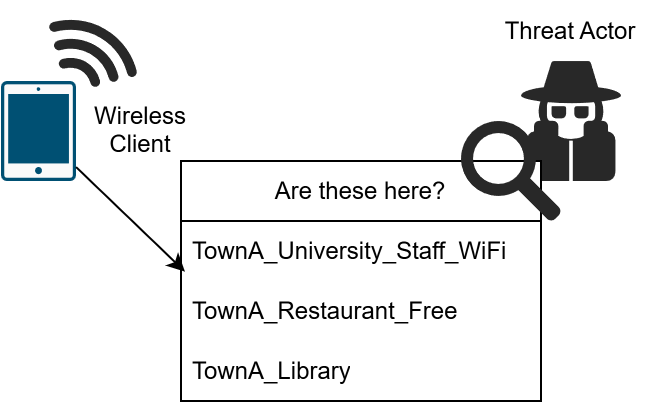 Threat Actor
Wireless
Client
Are these here?
TownA_University_Staff_WiFi
TownA_Restaurant_Free
TownA_Library